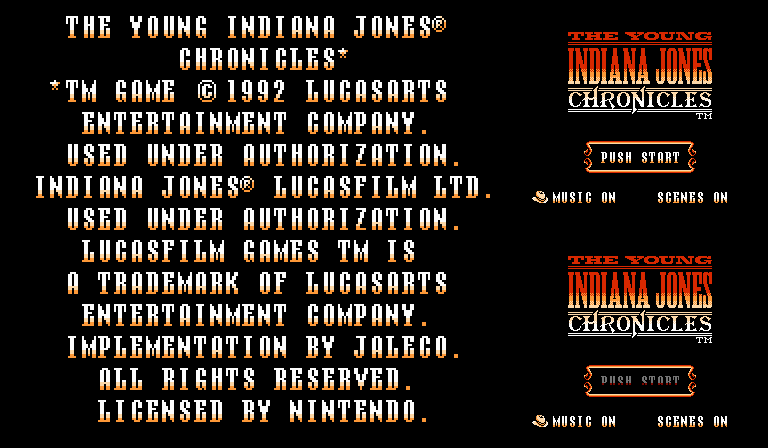 THE YOUNG INDIANA JONES®
CHRONICLES*
*TM GAME ©1992 LUCASARTS
ENTERTAINMENT COMPANY.
USED UNDER AUTHORIZATION.
INDIANA JONES® LUCASFILM LTD.
USED UNDER AUTHORIZATION.
LUCASFILM GAMES TM IS
A TRADEMARK OF LUCASARTS
ENTERTAINMENT COMPANY.
IMPLEMENTATION BY JALECO.
ALL RIGHTS RESERVED.
LICENSED BY NINTENDO.
THE YOUNG
INDIANA JONES
CHRONICLES
TM
PUSH START
MUSIC ON SCENES ON
THE YOUNG
INDIANA JONES
CHRONICLES
TM
PUSH START
MUSIC ON SCENES ON